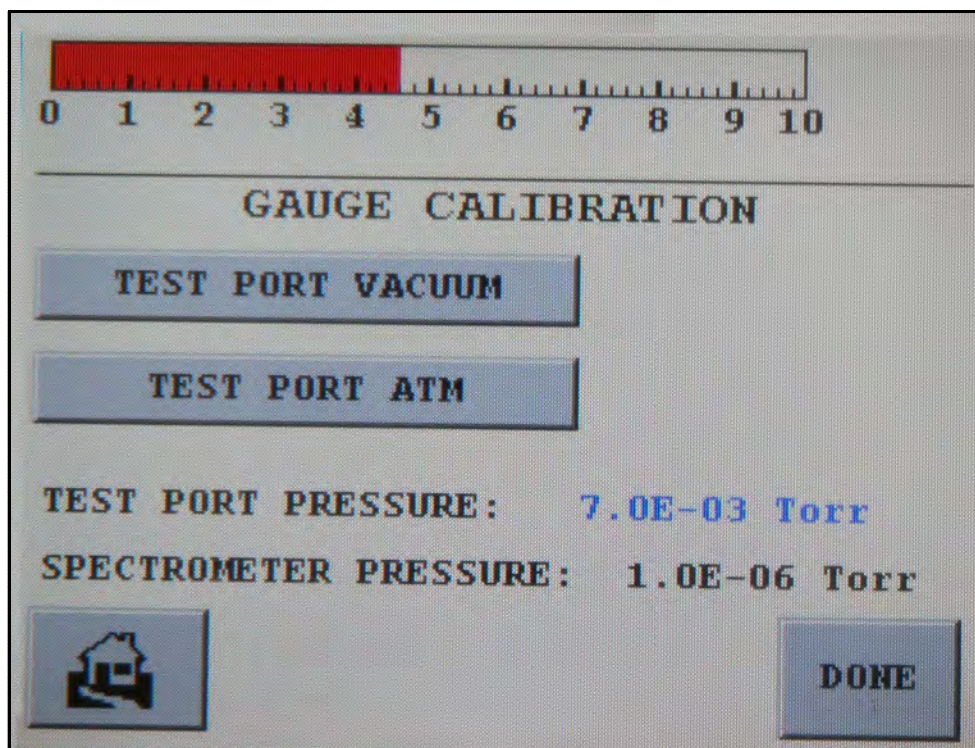 0 1 2 3 4 5 6 7 8 9 10
GAUGE CALIBRATION
TEST PORT VACUUM
TEST PORT ATM
TEST PORT PRESSURE: 7.0E-03 Torr
SPECTROMETER PRESSURE: 1.0E-06 Torr
DONE